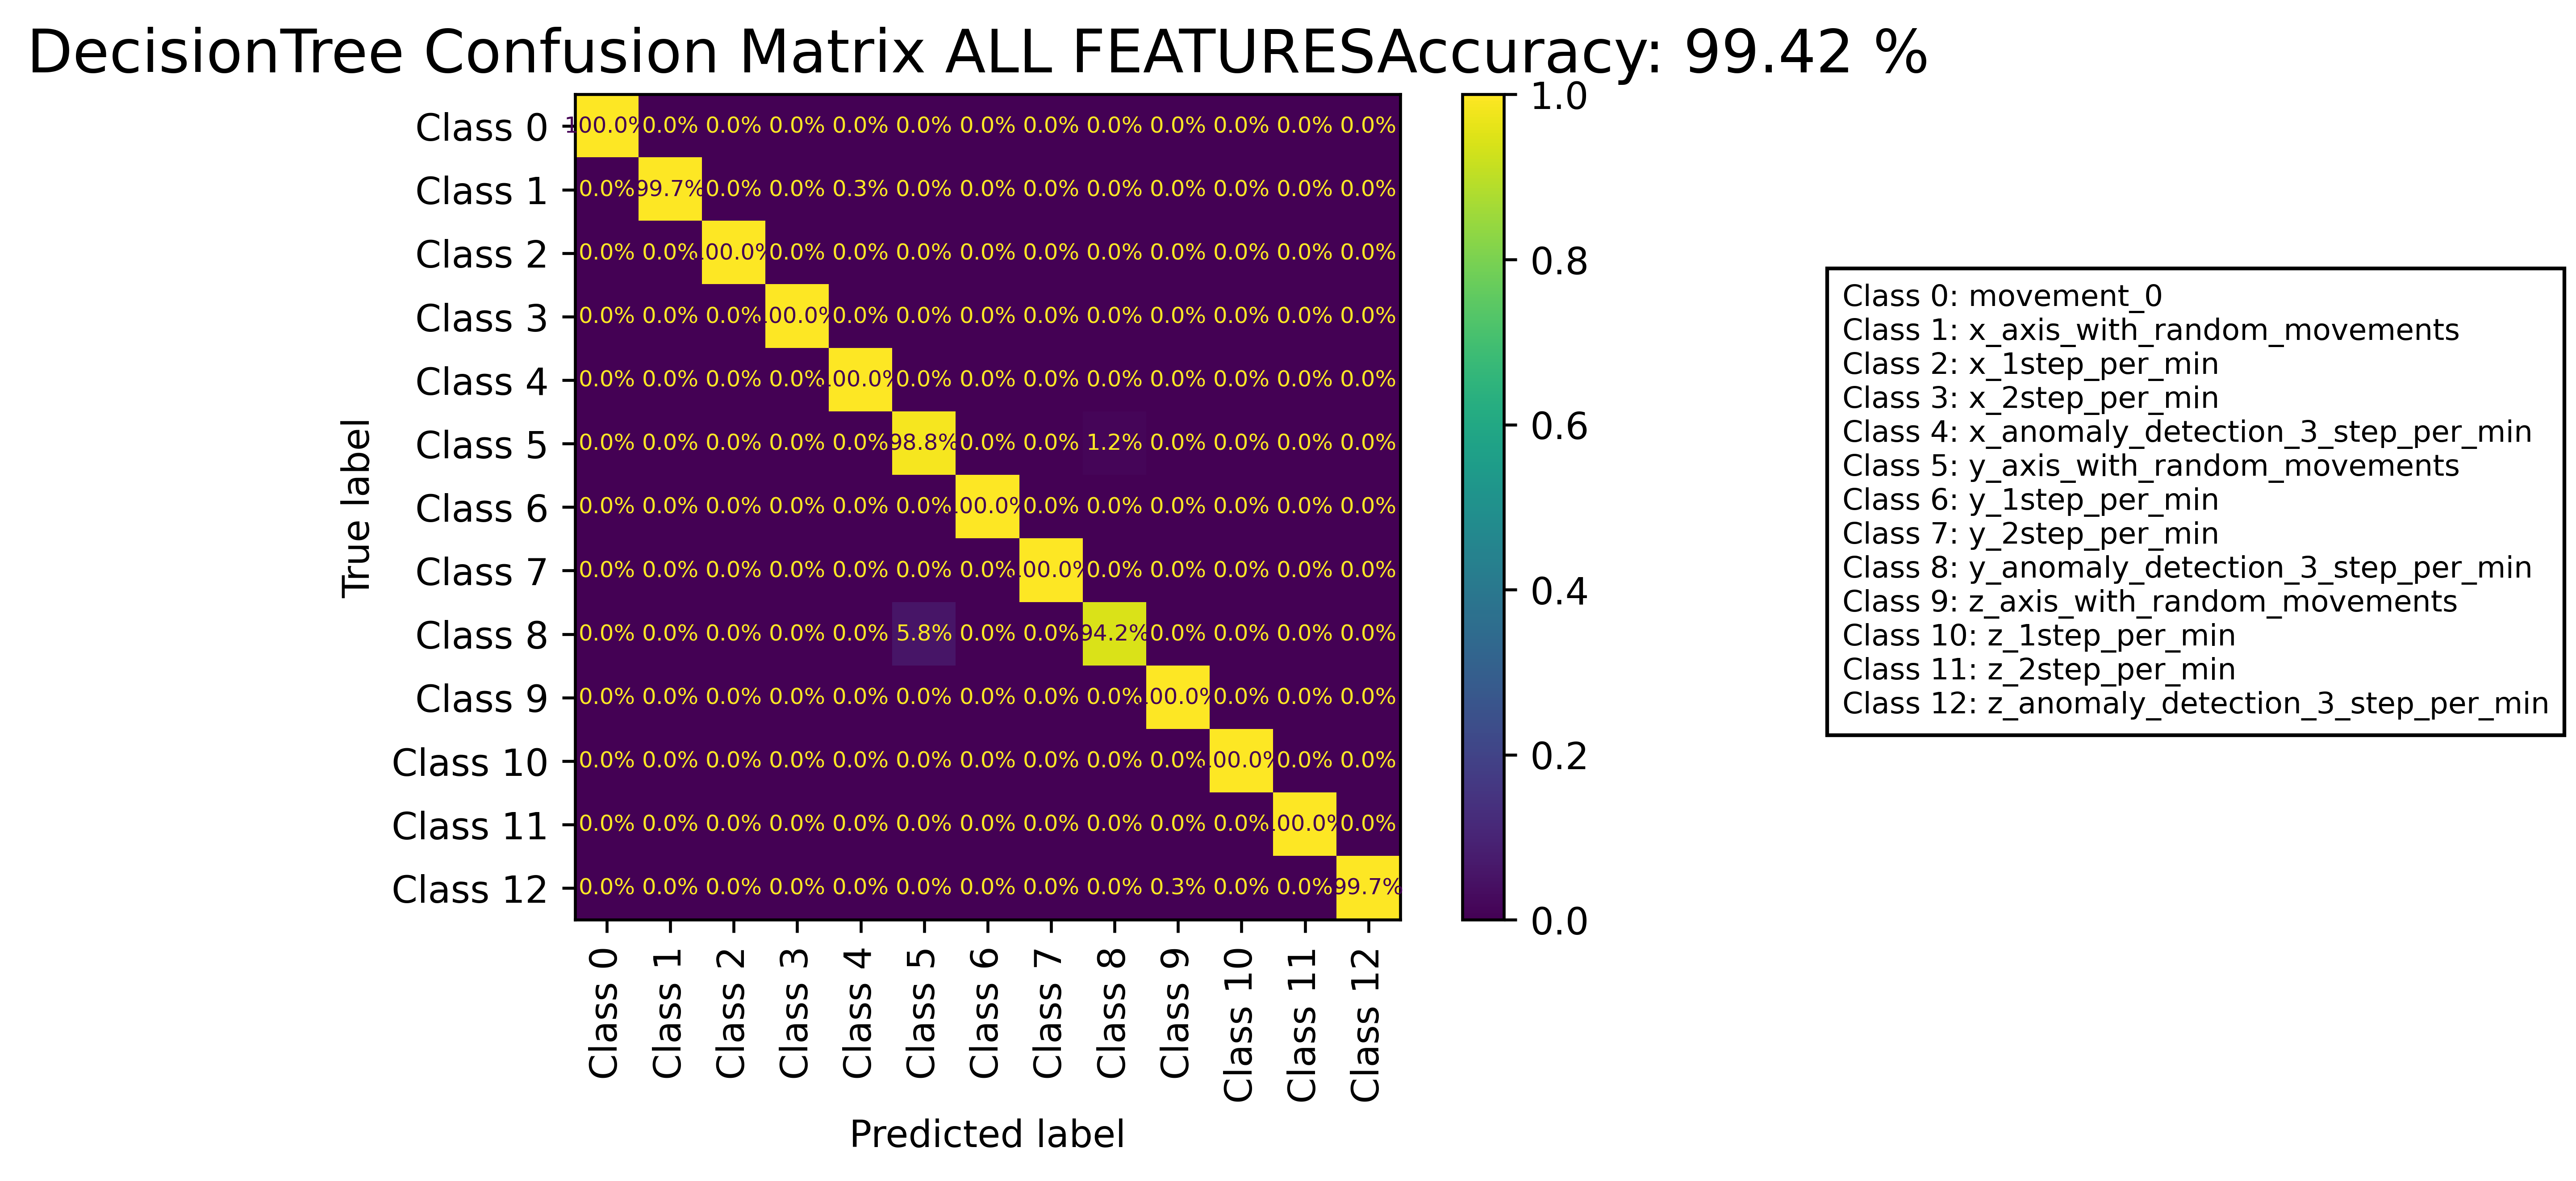 DecisionTree Confusion Matrix ALL FEATURESAccuracy: 99.42 %
True label
Class 0 100.0% 0.0% 0.0% 0.0% 0.0% 0.0% 0.0% 0.0% 0.0% 0.0% 0.0% 0.0% 0.0%
Class 1 0.0% 99.7% 0.0% 0.0% 0.3% 0.0% 0.0% 0.0% 0.0% 0.0% 0.0% 0.0% 0.0%
Class 2 0.0% 0.0% 100.0% 0.0% 0.0% 0.0% 0.0% 0.0% 0.0% 0.0% 0.0% 0.0% 0.0%
Class 3 0.0% 0.0% 0.0% 100.0% 0.0% 0.0% 0.0% 0.0% 0.0% 0.0% 0.0% 0.0% 0.0%
Class 4 0.0% 0.0% 0.0% 0.0% 100.0% 0.0% 0.0% 0.0% 0.0% 0.0% 0.0% 0.0% 0.0%
Class 5 0.0% 0.0% 0.0% 0.0% 0.0% 98.8% 0.0% 0.0% 1.2% 0.0% 0.0% 0.0% 0.0%
Class 6 0.0% 0.0% 0.0% 0.0% 0.0% 0.0% 100.0% 0.0% 0.0% 0.0% 0.0% 0.0% 0.0%
Class 7 0.0% 0.0% 0.0% 0.0% 0.0% 0.0% 0.0% 100.0% 0.0% 0.0% 0.0% 0.0% 0.0%
Class 8 0.0% 0.0% 0.0% 0.0% 0.0% 5.8% 0.0% 0.0% 94.2% 0.0% 0.0% 0.0% 0.0%
Class 9 0.0% 0.0% 0.0% 0.0% 0.0% 0.0% 0.0% 0.0% 0.0% 100.0% 0.0% 0.0% 0.0%
Class 10 0.0% 0.0% 0.0% 0.0% 0.0% 0.0% 0.0% 0.0% 0.0% 0.0% 100.0% 0.0% 0.0%
Class 11 0.0% 0.0% 0.0% 0.0% 0.0% 0.0% 0.0% 0.0% 0.0% 0.0% 0.0% 100.0% 0.0%
Class 12 0.0% 0.0% 0.0% 0.0% 0.0% 0.0% 0.0% 0.0% 0.0% 0.3% 0.0% 0.0% 99.7%
Class 0
Class 1
Class 2
Class 3
Class 4
Class 5
Class 6
Class 7
Class 8
Class 9
Class 10
Class 11
Class 12
Predicted label
1.0
0.8
0.6
0.4
0.2
0.0
Class 0: movement_0
Class 1: x_axis_with_random_movements
Class 2: x_1step_per_min
Class 3: x_2step_per_min
Class 4: x_anomaly_detection_3_step_per_min
Class 5: y_axis_with_random_movements
Class 6: y_1step_per_min
Class 7: y_2step_per_min
Class 8: y_anomaly_detection_3_step_per_min
Class 9: z_axis_with_random_movements
Class 10: z_1step_per_min
Class 11: z_2step_per_min
Class 12: z_anomaly_detection_3_step_per_min